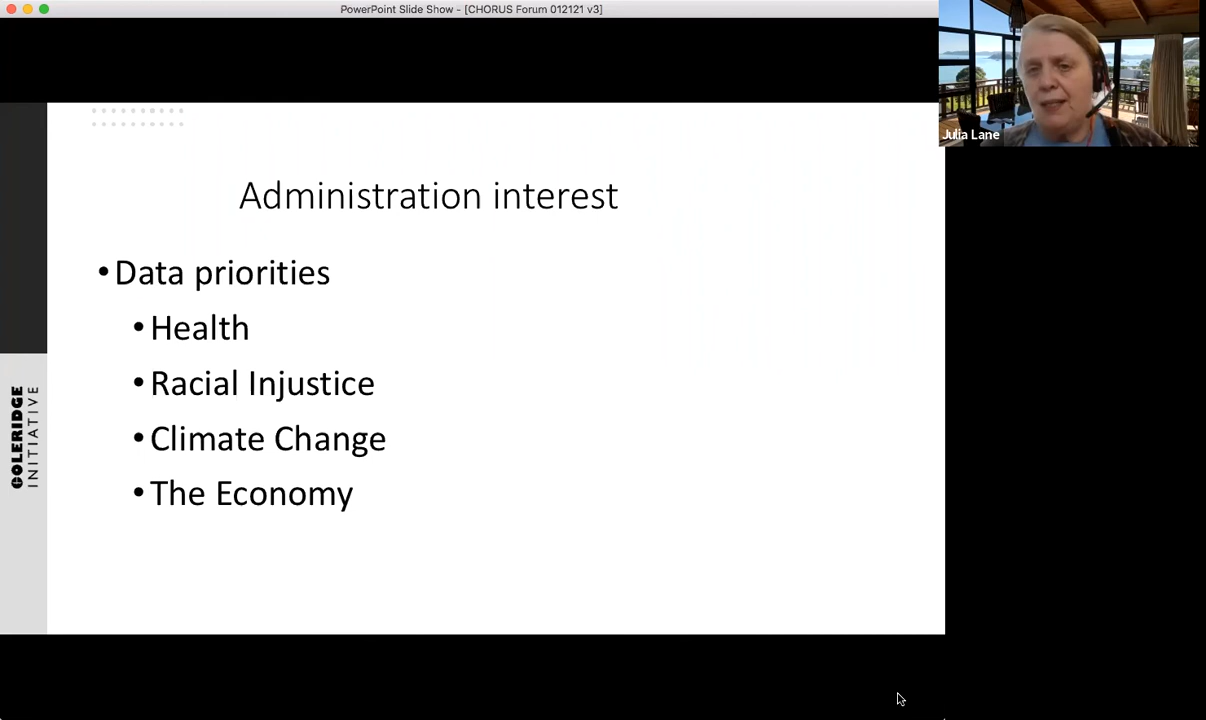 PowerPoint Slide Show - [CHORUS Forum 012121 v3]
Julia Lane
Administration interest
•Data priorities
•Health
•Racial Injustice
•Climate Change
•The Economy
COLERIDGE
INITIATIVE